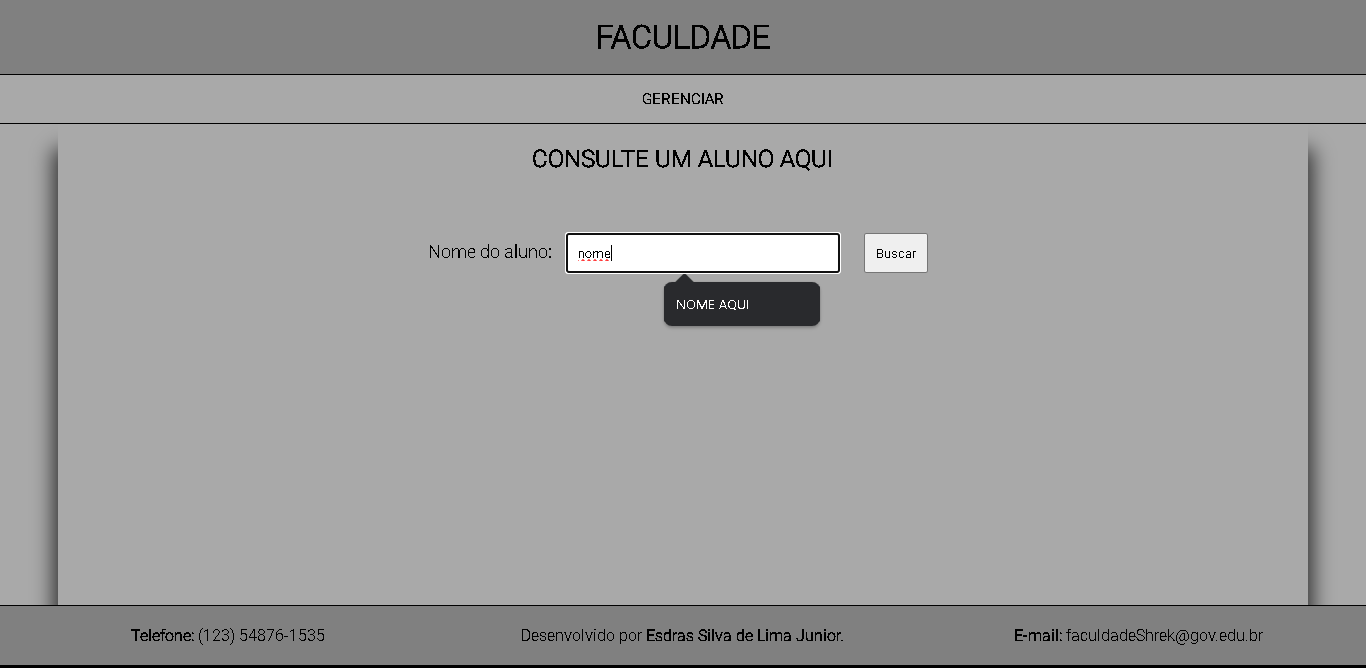 FACULDADE
GERENCIAR
CONSULTE UM ALUNO AQUI
Nome do aluno: nome Buscar
NOME AQUI
Telefone: (123) 54876-1535 Desenvolvido por Esdras Silva de Lima Junior. E-mail: faculdadeShrek@gov.edu.br